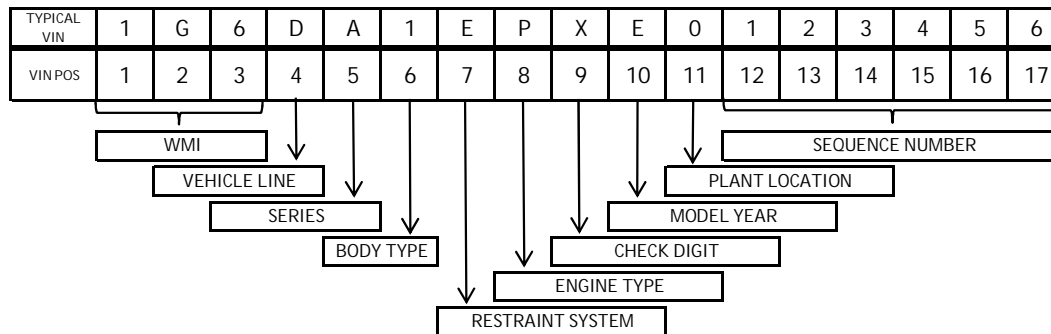 TYPICAL VIN 1 G 6 D A 1 E P X E 0 1 2 3 4 5 6
VIN POS 1 2 3 4 5 6 7 8 9 10 11 12 13 14 15 16 17
WMI SEQUENCE NUMBER
VEHICLE LINE PLANT LOCATION
SERIES MODEL YEAR
BODY TYPE CHECK DIGIT
ENGINE TYPE
RESTRAINT SYSTEM